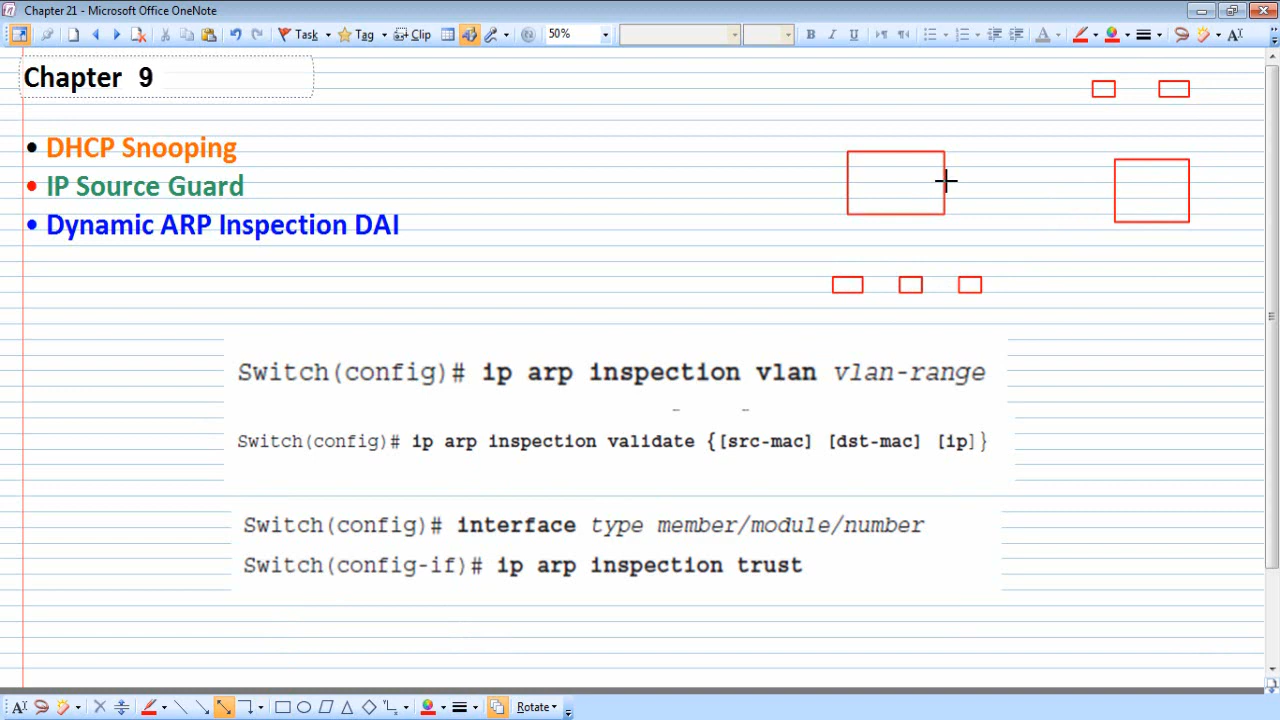 Chapter 21 - Microsoft Office OneNote
Task Tag Clip 50% B I U A A
Chapter 9
• DHCP Snooping
• IP Source Guard
• Dynamic ARP Inspection DAI
Switch(config)# ip arp inspection vlan vlan-range
Switch(config)# ip arp inspection validate {[src-mac] [dst-mac] [ip]}
Switch(config)# interface type member/module/number
Switch(config-if)# ip arp inspection trust
A Rotate